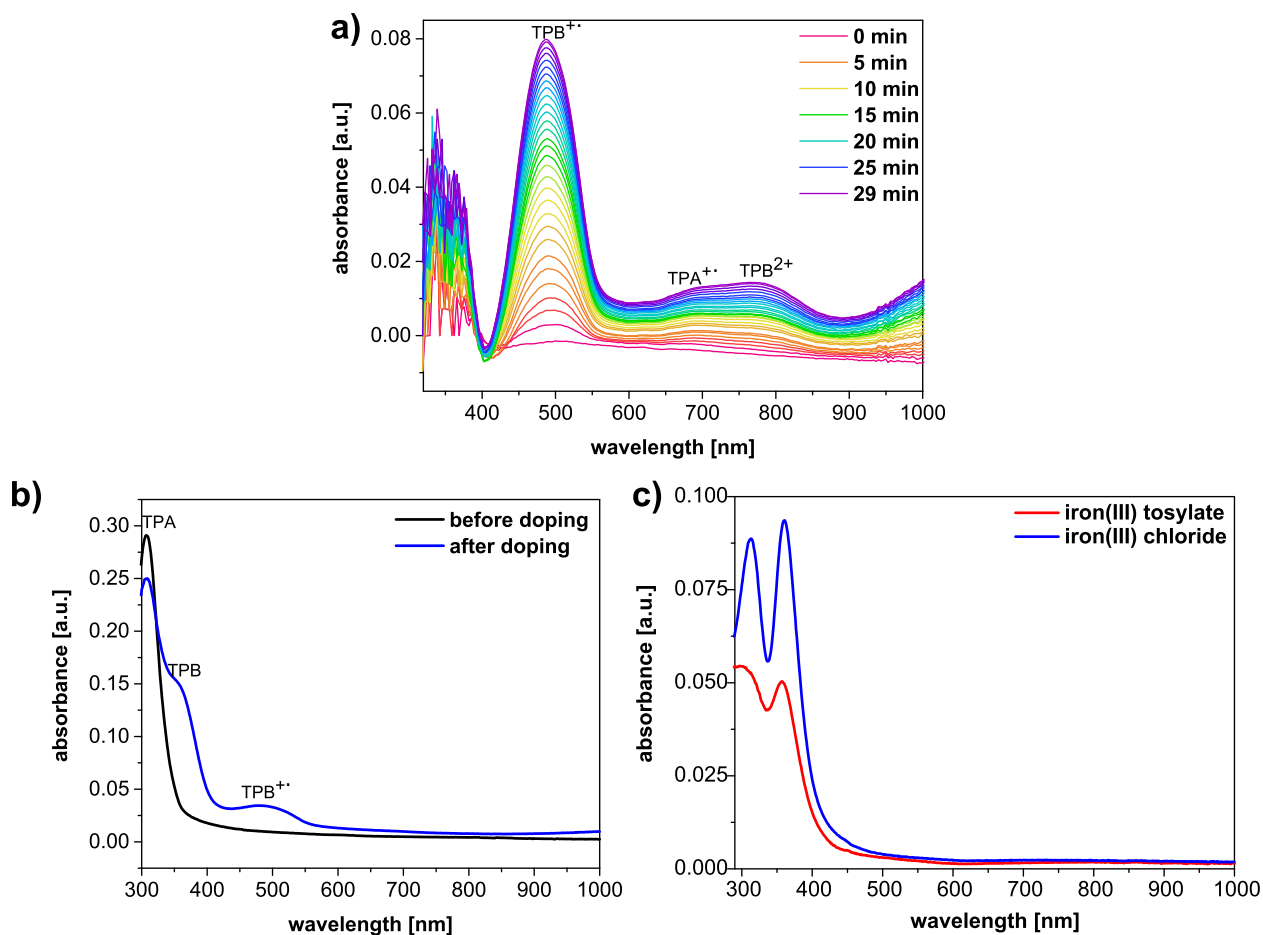 a)
TPB+·
0.08
0.06
0.04
0.02
0.00
absorbance [a.u.]
TPA+·
TPB2+
0 min
5 min
10 min
15 min
20 min
25 min
29 min
400 500 600 700 800 900 1000
wavelength [nm]
b)
TPA
TPB
TPB+·
before doping
after doping
0.30
0.25
0.20
0.15
0.10
0.05
0.00
absorbance [a.u.]
300 400 500 600 700 800 900 1000
wavelength [nm]
c)
iron(III) tosylate
iron(III) chloride
0.100
0.075
0.050
0.025
0.000
absorbance [a.u.]
300 400 500 600 700 800 900 1000
wavelength [nm]